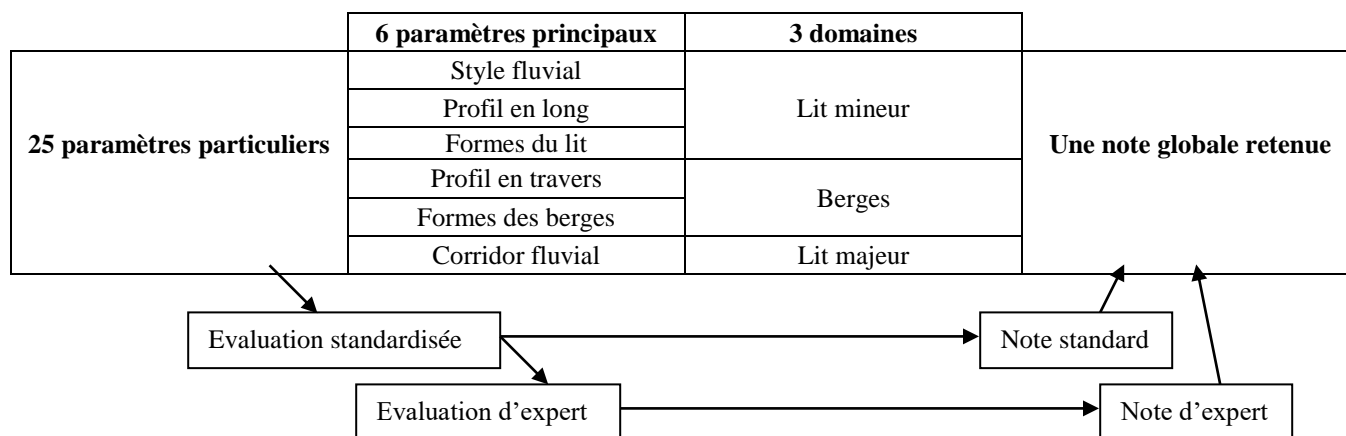 6 paramètres principaux
3 domaines
25 paramètres particuliers
Style fluvial
Profil en long
Formes du lit
Profil en travers
Formes des berges
Corridor fluvial
Lit mineur
Berges
Lit majeur
Une note globale retenue
Evaluation standardisée
Note standard
Evaluation d’expert
Note d’expert